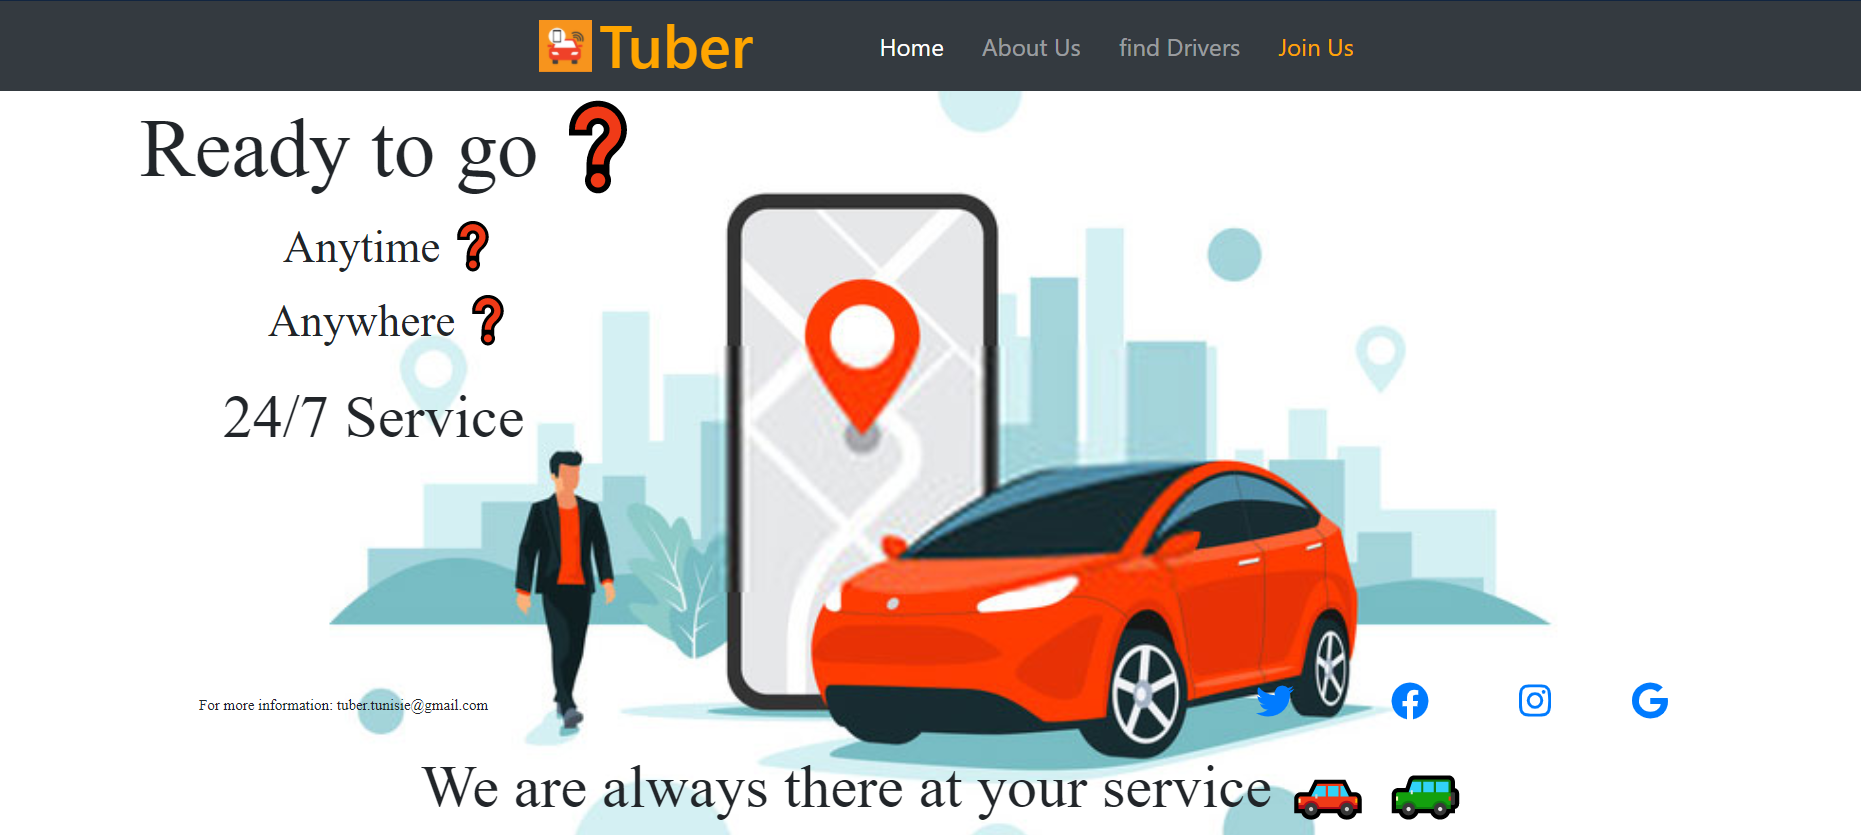 Tuber Home About Us find Drivers Join Us
Ready to go ❓
Anytime ❓
Anywhere ❓
24/7 Service
For more information: tuber.tunisie@gmail.com
We are always there at your service 🚗 🚙